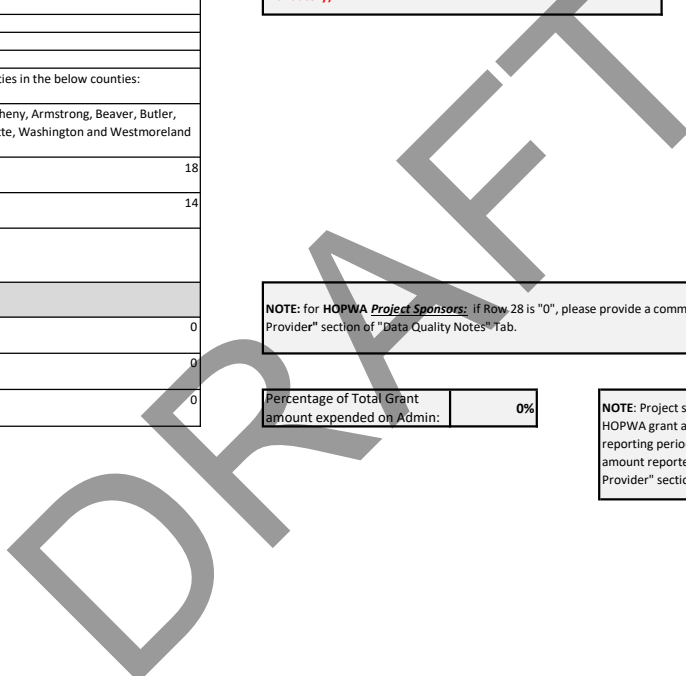 ties in the below counties:
heny, Armstrong, Beaver, Butler,
te, Washington and Westmoreland
18
14
NOTE: for HOPWA Project Sponsors: if Row 28 is "0", please provide a comm
Provider" section of "Data Quality Notes" Tab.
0
0
0
Percentage of Total Grant
amount expended on Admin:
0%
NOTE: Project s
HOPWA grant a
reporting perio
amount reporte
Provider" sectio
DRAFT